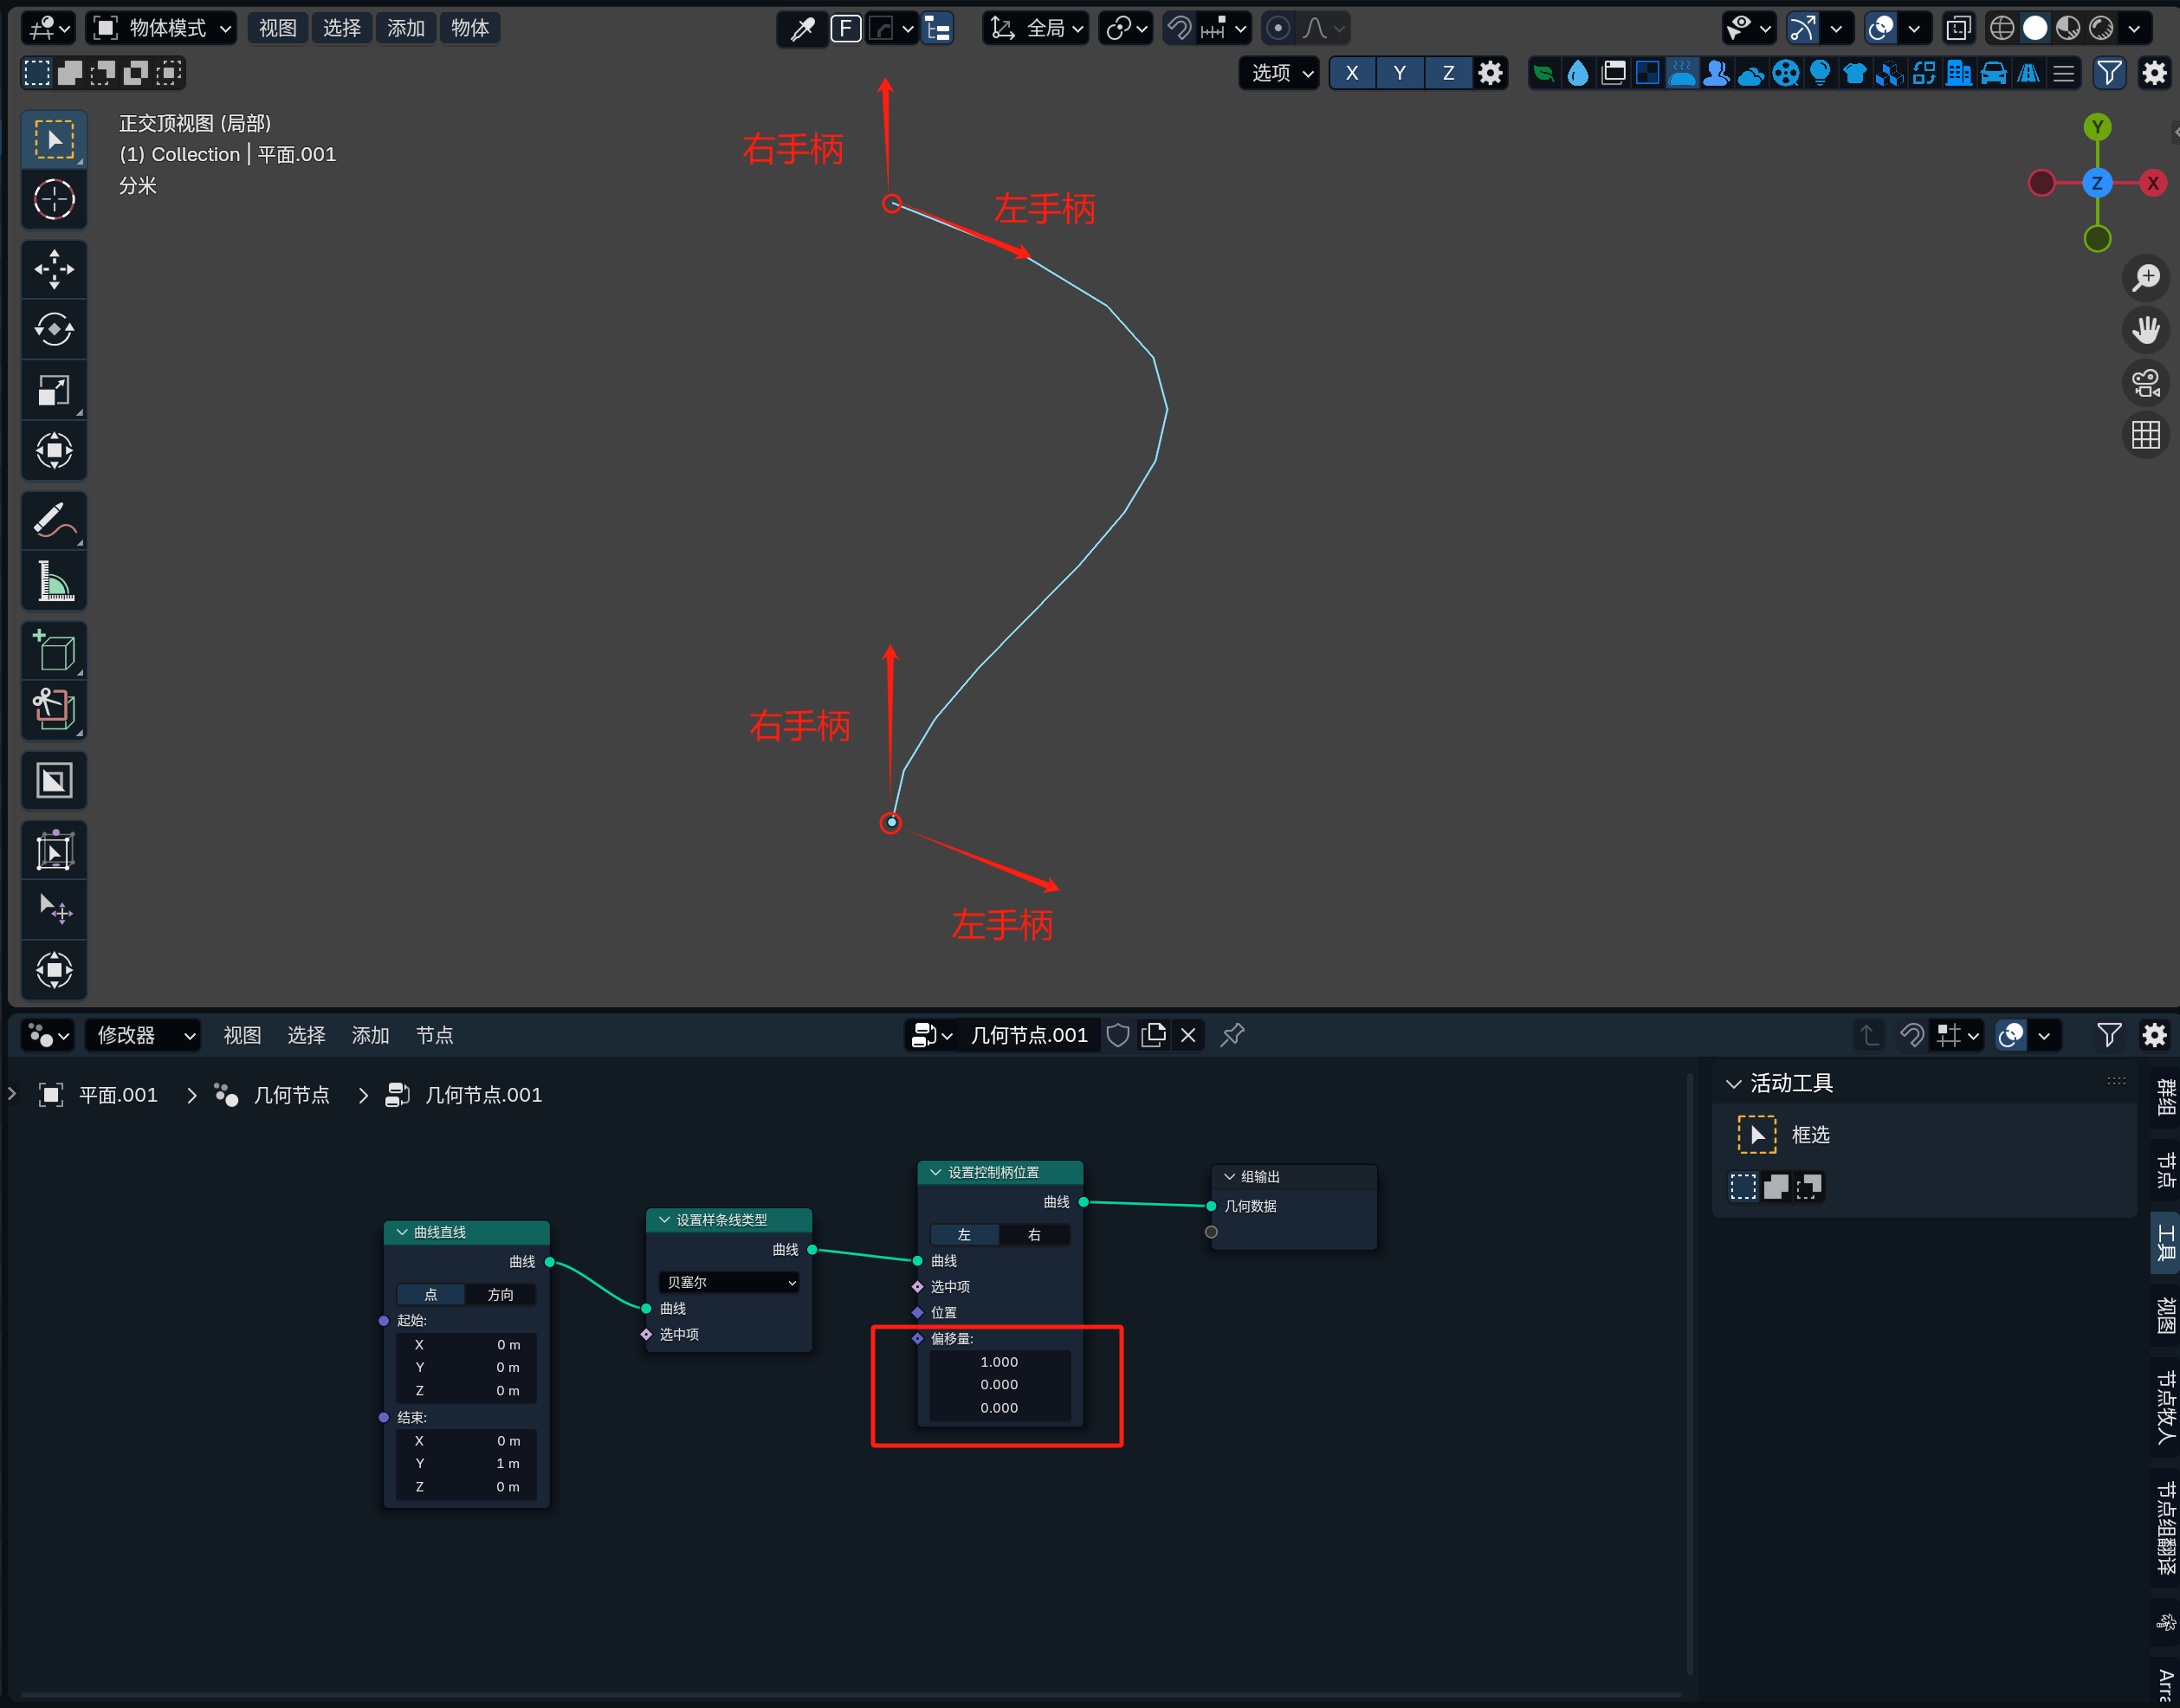 物体模式 视图 选择 添加 物体 F 全局
选项 X Y Z
正交顶视图 (局部)
(1) Collection | 平面.001
分米
右手柄
左手柄
右手柄
左手柄
Y
Z X
修改器 视图 选择 添加 节点 几何节点.001
平面.001 > 几何节点 > 几何节点.001
曲线直线
曲线
点 方向
起始:
X 0 m
Y 0 m
Z 0 m
结束:
X 0 m
Y 1 m
Z 0 m
设置样条线类型
曲线
贝塞尔
曲线
选中项
设置控制柄位置
曲线
左 右
曲线
选中项
位置
偏移量:
1.000
0.000
0.000
组输出
几何数据
活动工具
框选
群组
节点
工具
视图
节点牧人
节点组翻译
Arra